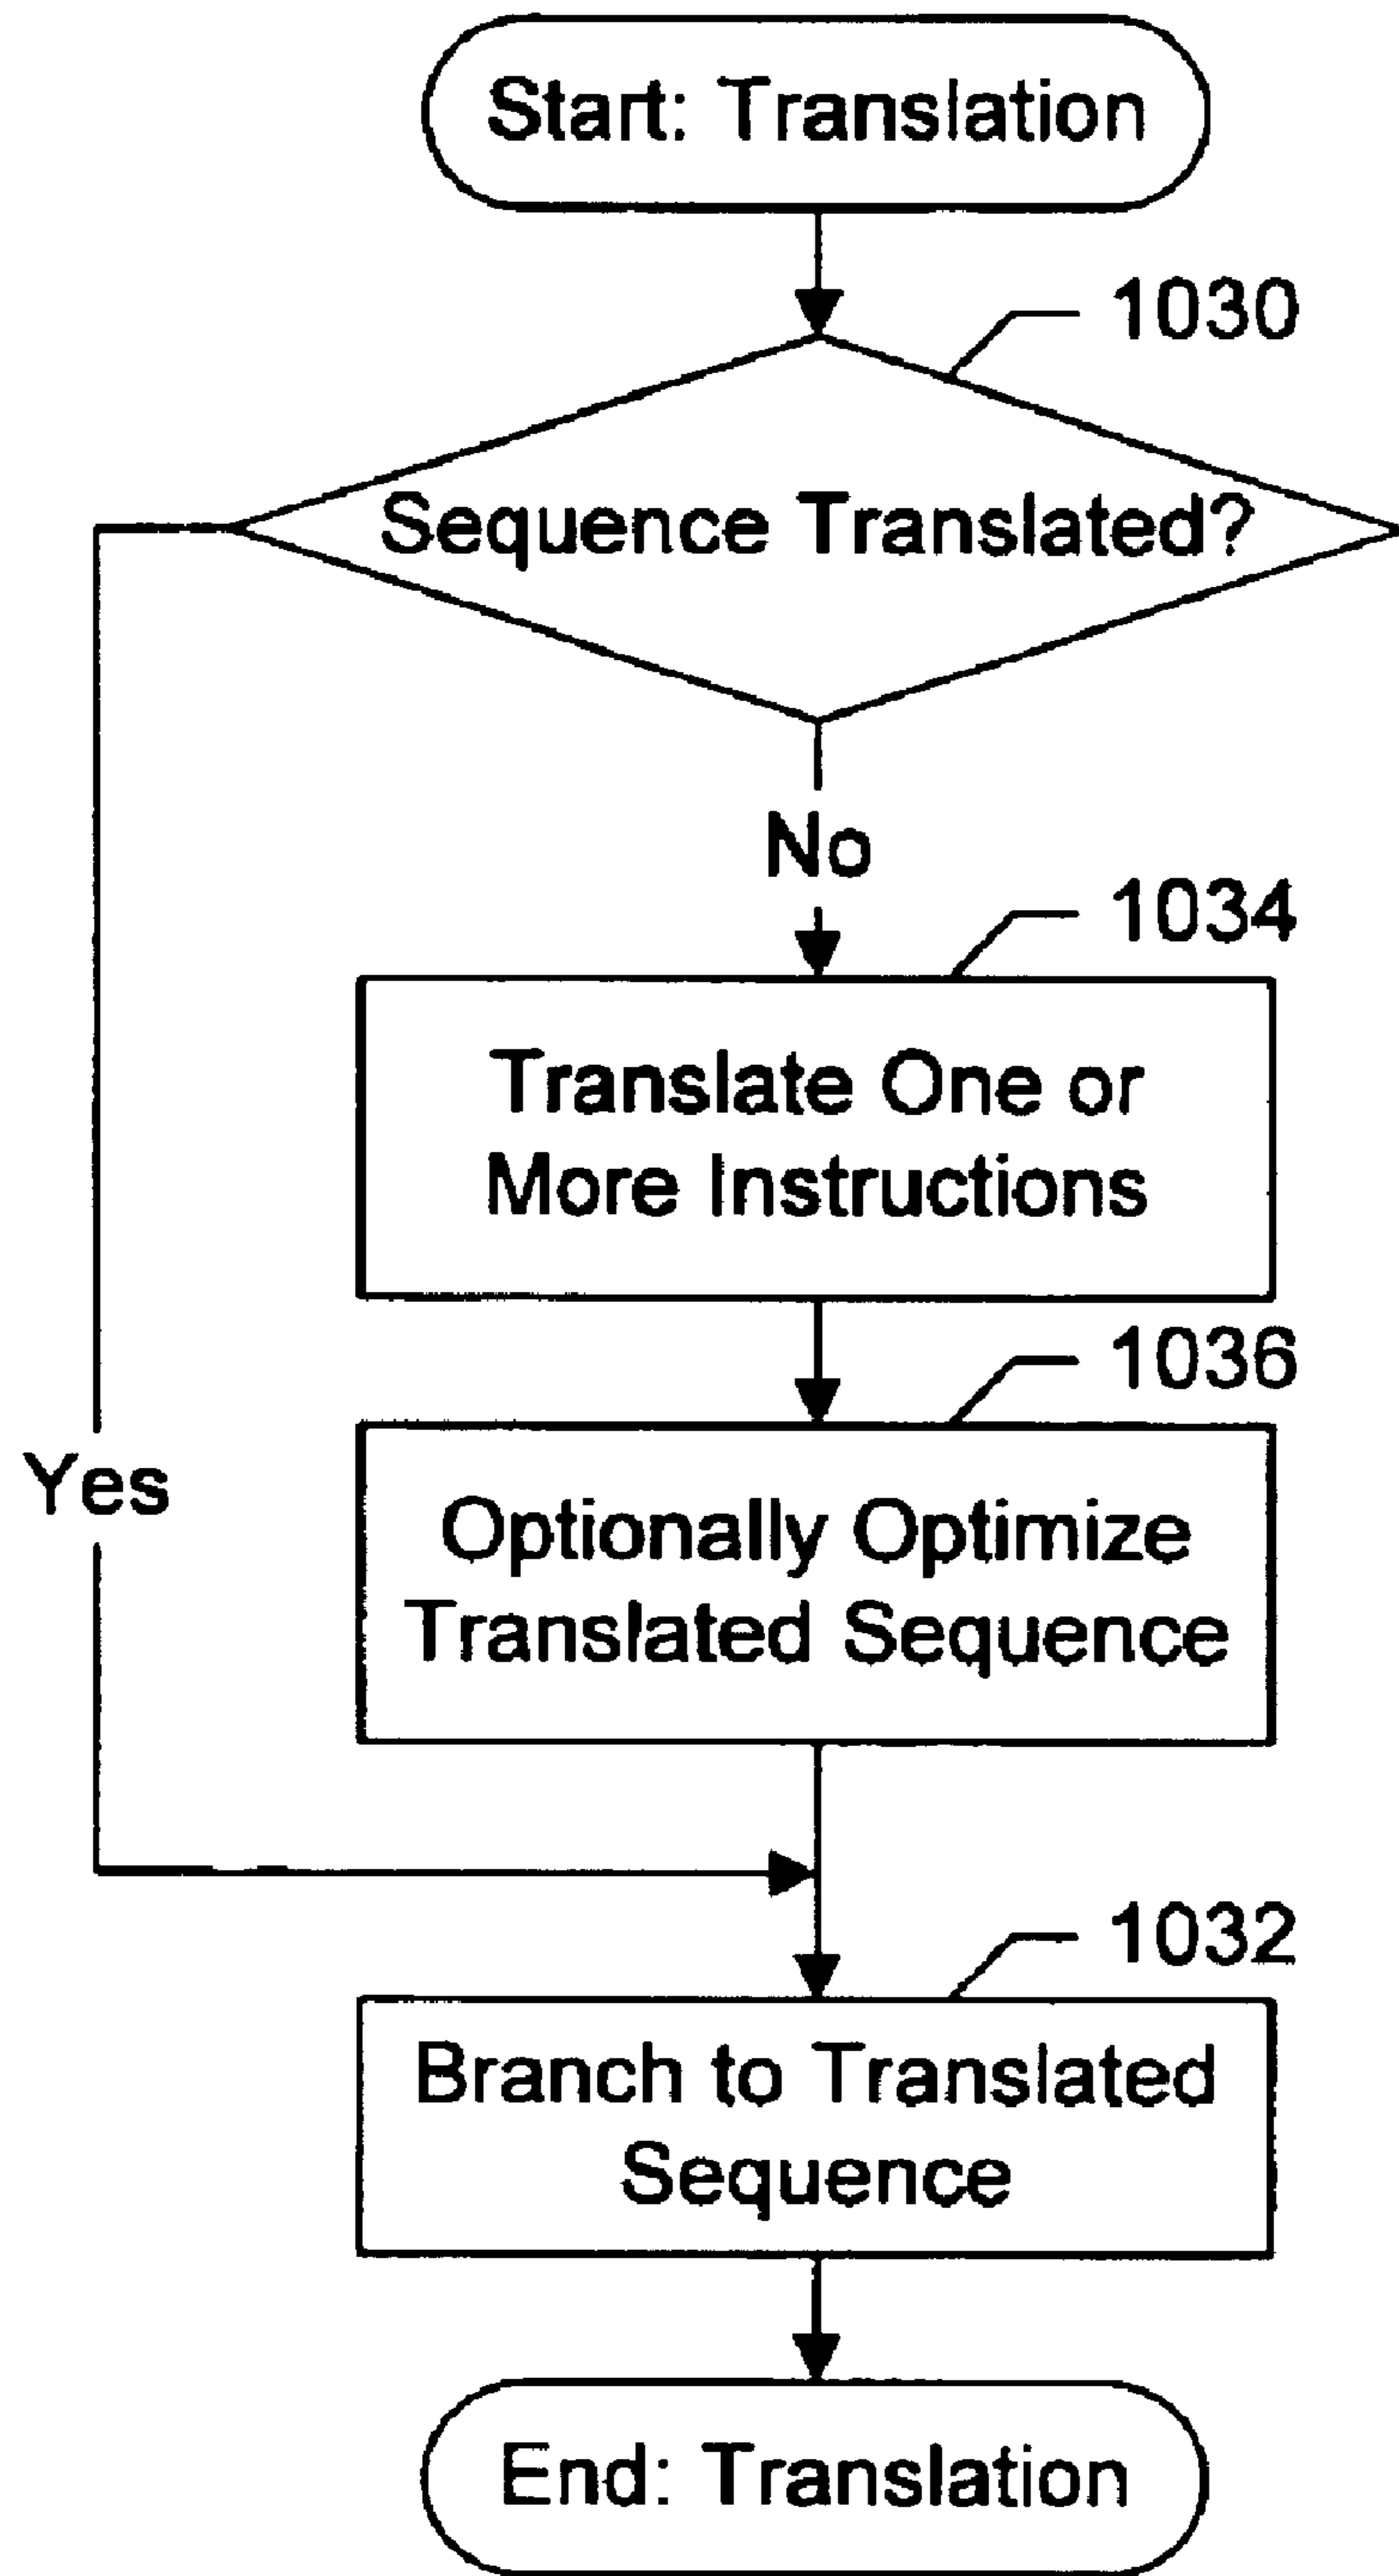 Start: Translation
1030
Sequence Translated?
No
1034
Translate One or
More Instructions
1036
Yes
Optionally Optimize
Translated Sequence
1032
Branch to Translated
Sequence
End: Translation